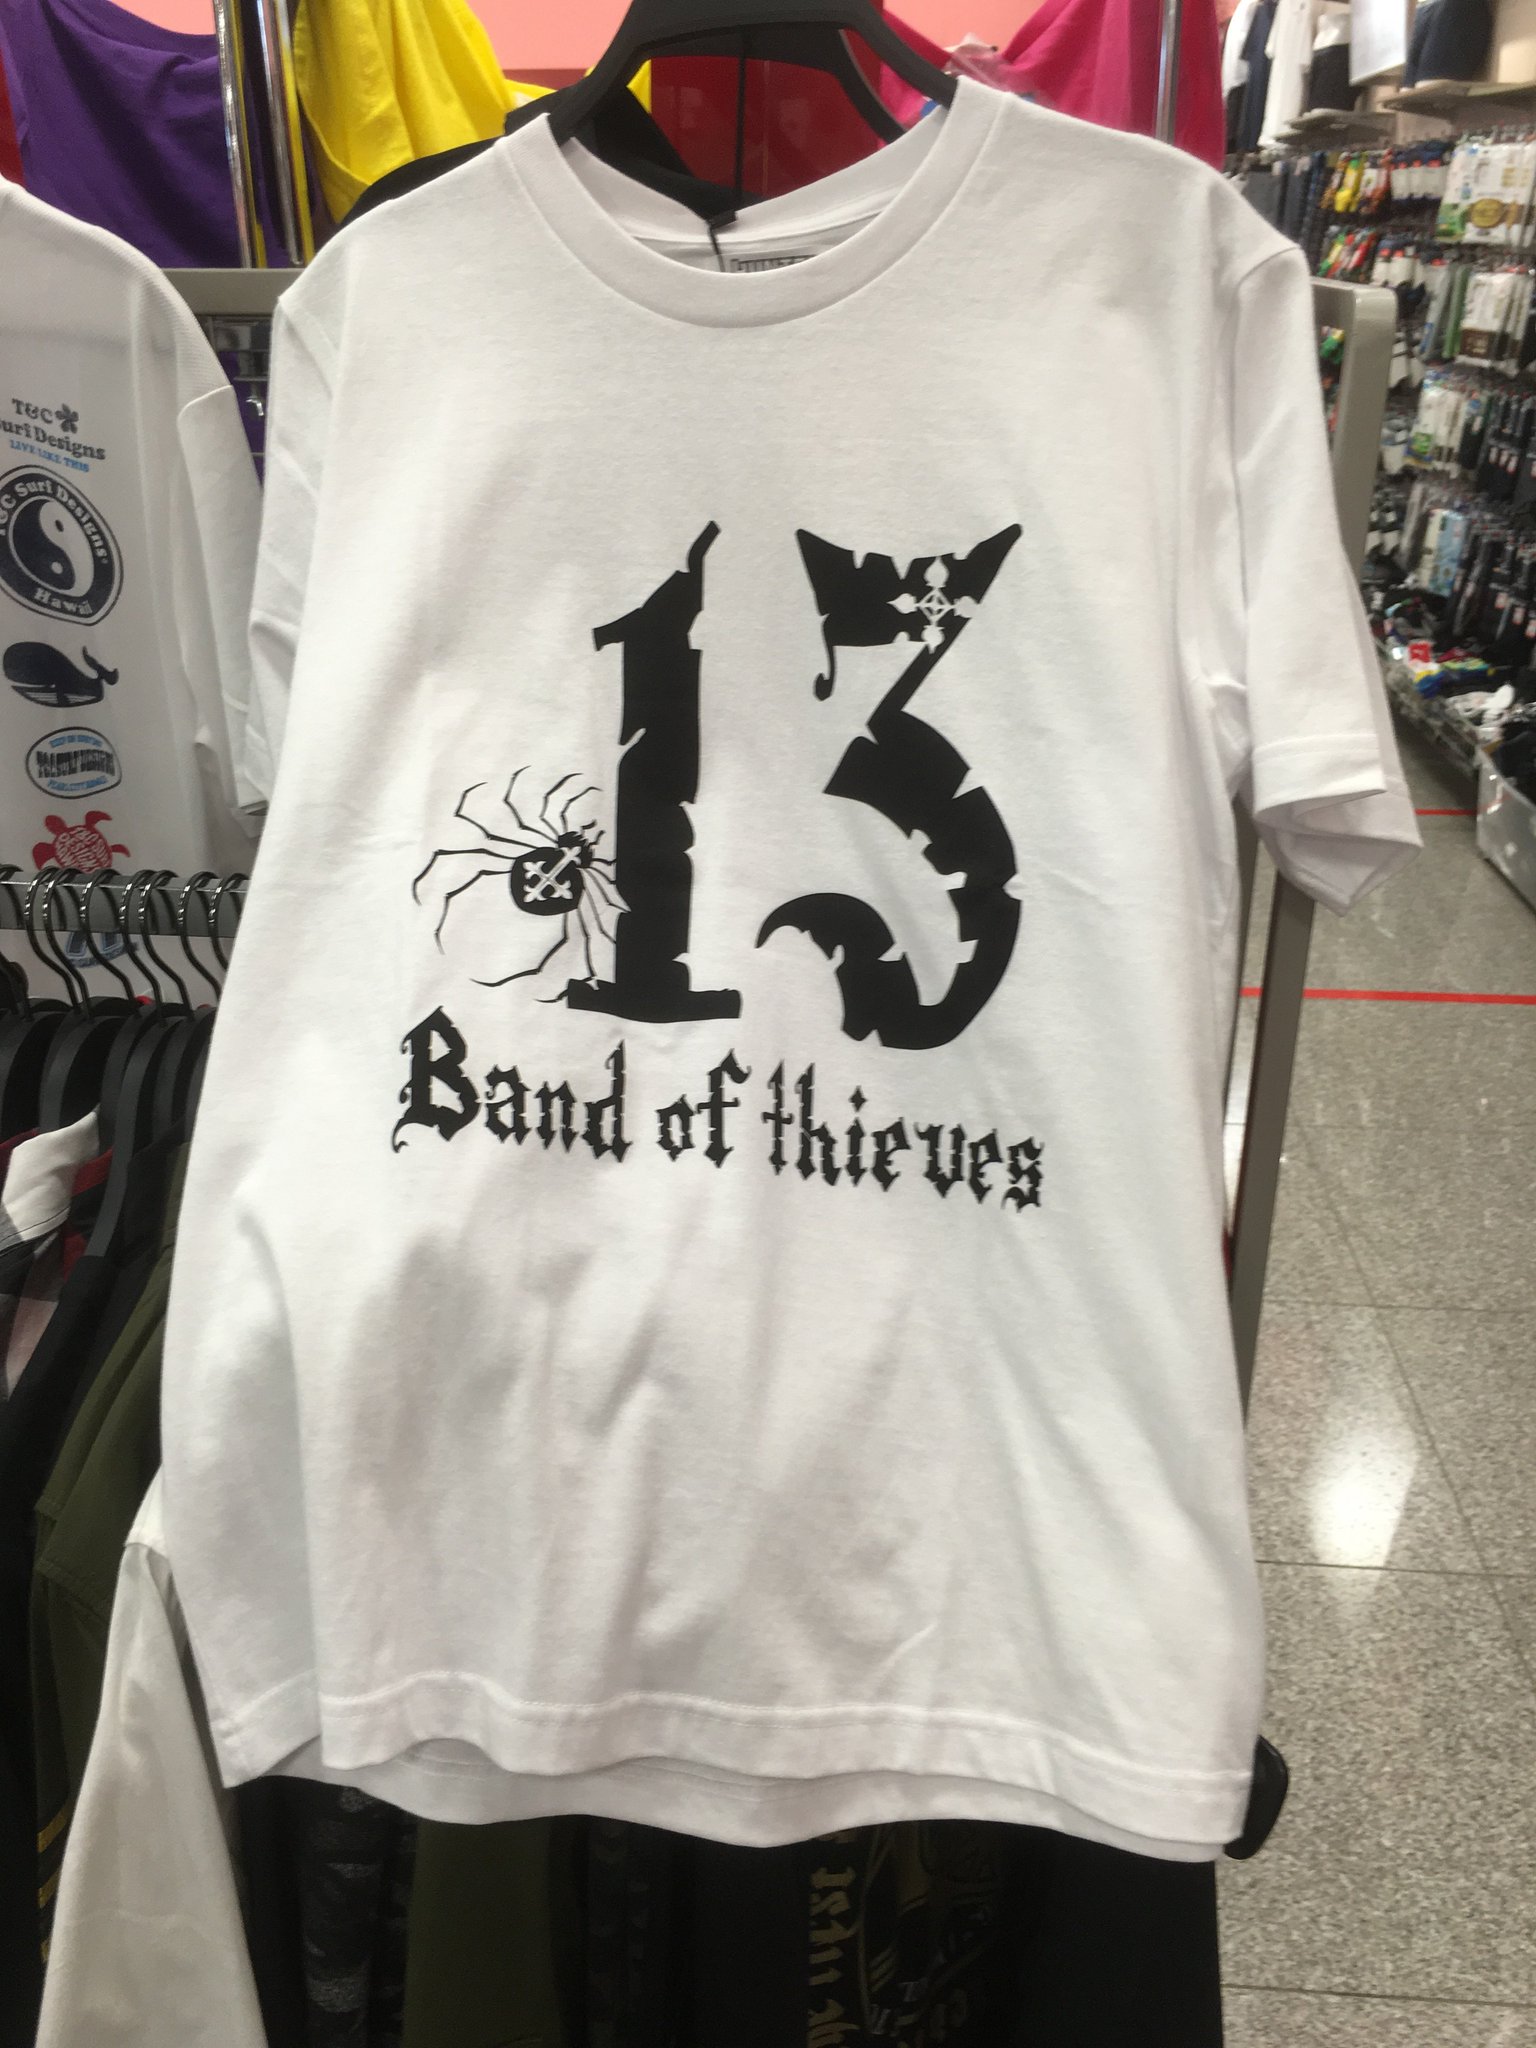 13
Band of thieves
T&C
Surf Designs
LIVE LIKE THIS
T&C Surf Designs
Hawaii